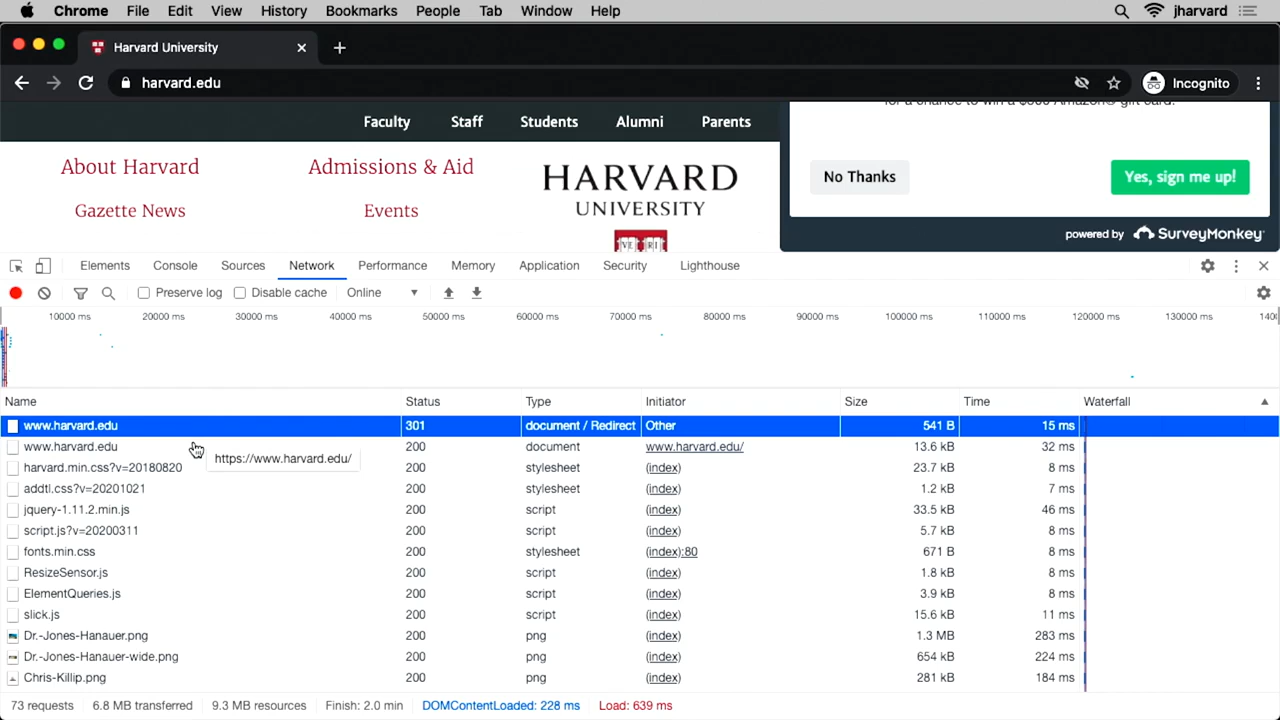 Chrome File Edit View History Bookmarks People Tab Window Help jharvard
Harvard University
harvard.edu Incognito
for a chance to win a $500 Amazon® gift card.
Faculty Staff Students Alumni Parents
About Harvard Admissions & Aid
HARVARD
UNIVERSITY
Gazette News Events
VE RI
No Thanks Yes, sign me up!
powered by SurveyMonkey
Elements Console Sources Network Performance Memory Application Security Lighthouse
Preserve log Disable cache Online
10000 ms 20000 ms 30000 ms 40000 ms 50000 ms 60000 ms 70000 ms 80000 ms 90000 ms 100000 ms 110000 ms 120000 ms 130000 ms 1400
Name Status Type Initiator Size Time Waterfall
www.harvard.edu 301 document / Redirect Other 541 B 15 ms
www.harvard.edu 200 document www.harvard.edu/ 13.6 kB 32 ms
https://www.harvard.edu/
harvard.min.css?v=20180820 200 stylesheet (index) 23.7 kB 8 ms
addtl.css?v=20201021 200 stylesheet (index) 1.2 kB 7 ms
jquery-1.11.2.min.js 200 script (index) 33.5 kB 46 ms
script.js?v=20200311 200 script (index) 5.7 kB 8 ms
fonts.min.css 200 stylesheet (index):80 671 B 8 ms
ResizeSensor.js 200 script (index) 1.8 kB 8 ms
ElementQueries.js 200 script (index) 3.9 kB 8 ms
slick.js 200 script (index) 15.6 kB 11 ms
Dr.-Jones-Hanauer.png 200 png (index) 1.3 MB 283 ms
Dr.-Jones-Hanauer-wide.png 200 png (index) 654 kB 224 ms
Chris-Killip.png 200 png (index) 281 kB 184 ms
73 requests 6.8 MB transferred 9.3 MB resources Finish: 2.0 min DOMContentLoaded: 228 ms Load: 639 ms